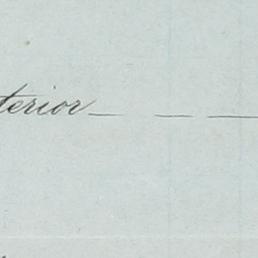 terior — — —